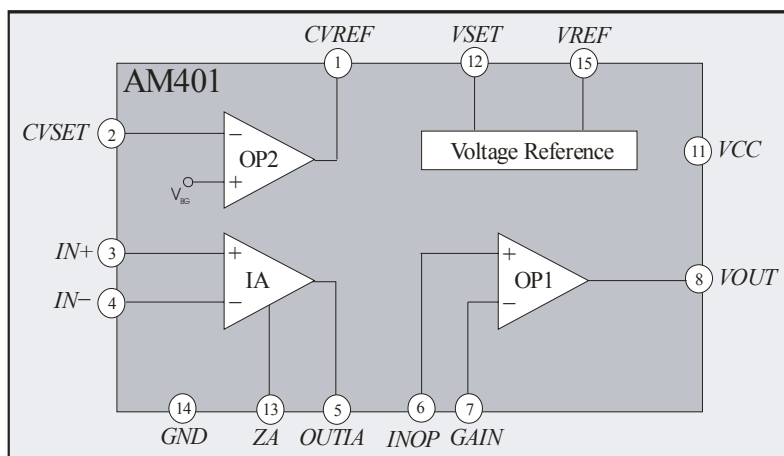 CVREF VSET VREF
1 12 15
AM401
CVSET 2 − OP2
+ V_BG
Voltage Reference
11 VCC
IN+ 3 + IA
IN− 4 −
+ OP1 −
8 VOUT
14 13 5 6 7
GND ZA OUTIA INOP GAIN